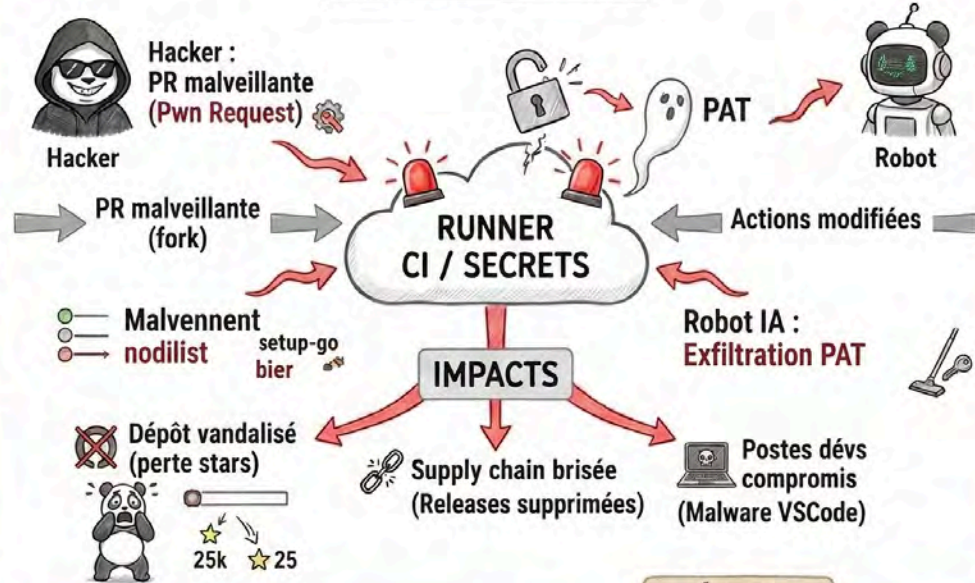 Hacker :
PR malveillante
(Pwn Request)
Hacker
PAT
Robot
PR malveillante
(fork)
RUNNER
CI / SECRETS
Actions modifiées
Malvennent
nodilist
setup-go
bier
Robot IA :
Exfiltration PAT
IMPACTS
Dépôt vandalisé
(perte stars)
25k
25
Supply chain brisée
(Releases supprimées)
Postes dévs
compromis
(Malware VSCode)